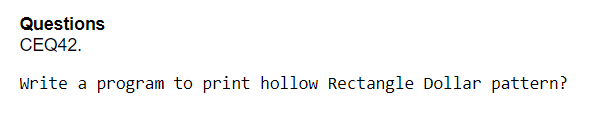 Questions
CEQ42.
Write a program to print hollow Rectangle Dollar pattern?